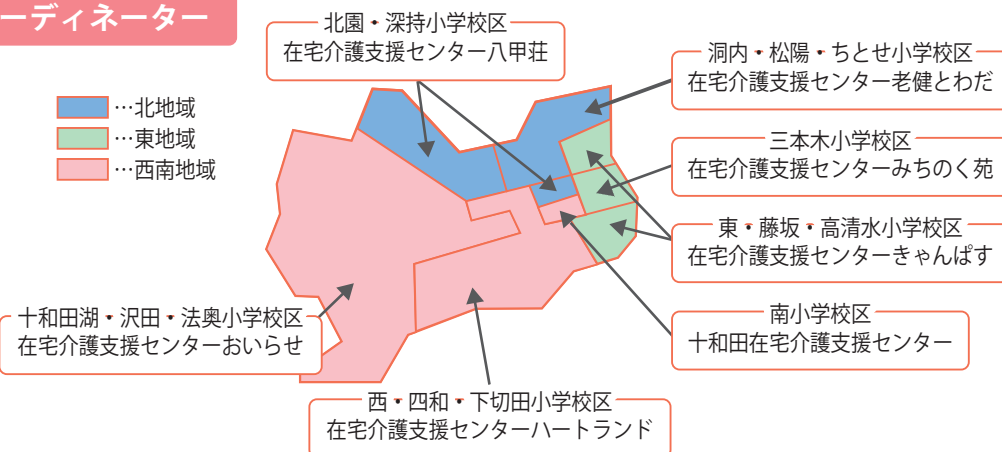 ーディネーター
北園・深持小学校区
在宅介護支援センター八甲荘
洞内・松陽・ちとせ小学校区
在宅介護支援センター老健とわだ
…北地域
…東地域
…西南地域
三本木小学校区
在宅介護支援センターみちのく苑
東・藤坂・高清水小学校区
在宅介護支援センターきゃんぱす
十和田湖・沢田・法奥小学校区
在宅介護支援センターおいらせ
南小学校区
十和田在宅介護支援センター
西・四和・下切田小学校区
在宅介護支援センターハートランド